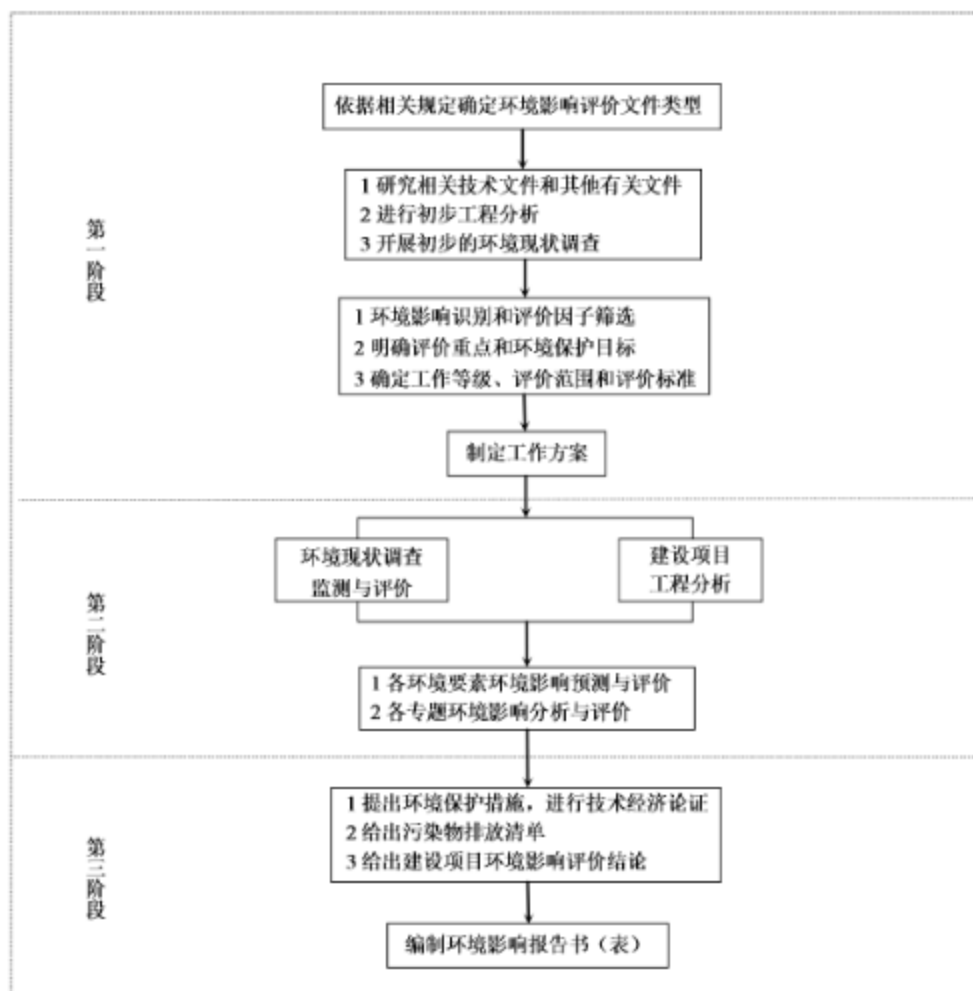 依据相关规定确定环境影响评价文件类型
1 研究相关技术文件和其他有关文件
2 进行初步工程分析
3 开展初步的环境现状调查
第一阶段
1 环境影响识别和评价因子筛选
2 明确评价重点和环境保护目标
3 确定工作等级、评价范围和评价标准
制定工作方案
环境现状调查
监测与评价
建设项目
工程分析
第二阶段
1 各环境要素环境影响预测与评价
2 各专题环境影响分析与评价
1 提出环境保护措施，进行技术经济论证
2 给出污染物排放清单
3 给出建设项目环境影响评价结论
第三阶段
编制环境影响报告书（表）